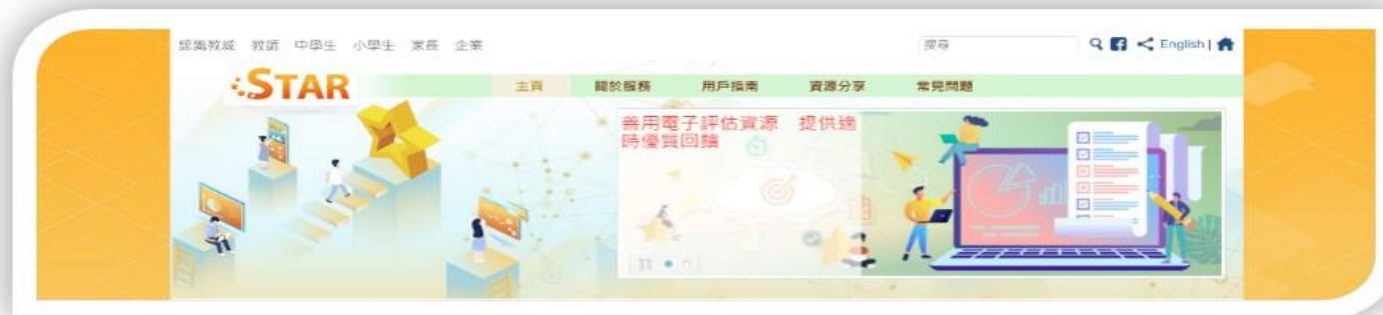 認識教城 教師 中學生 小學生 家長 企業
搜尋
English |
STAR
主頁 關於服務 用戶指南 資源分享 常見問題
善用電子評估資源 提供適
時優質回饋